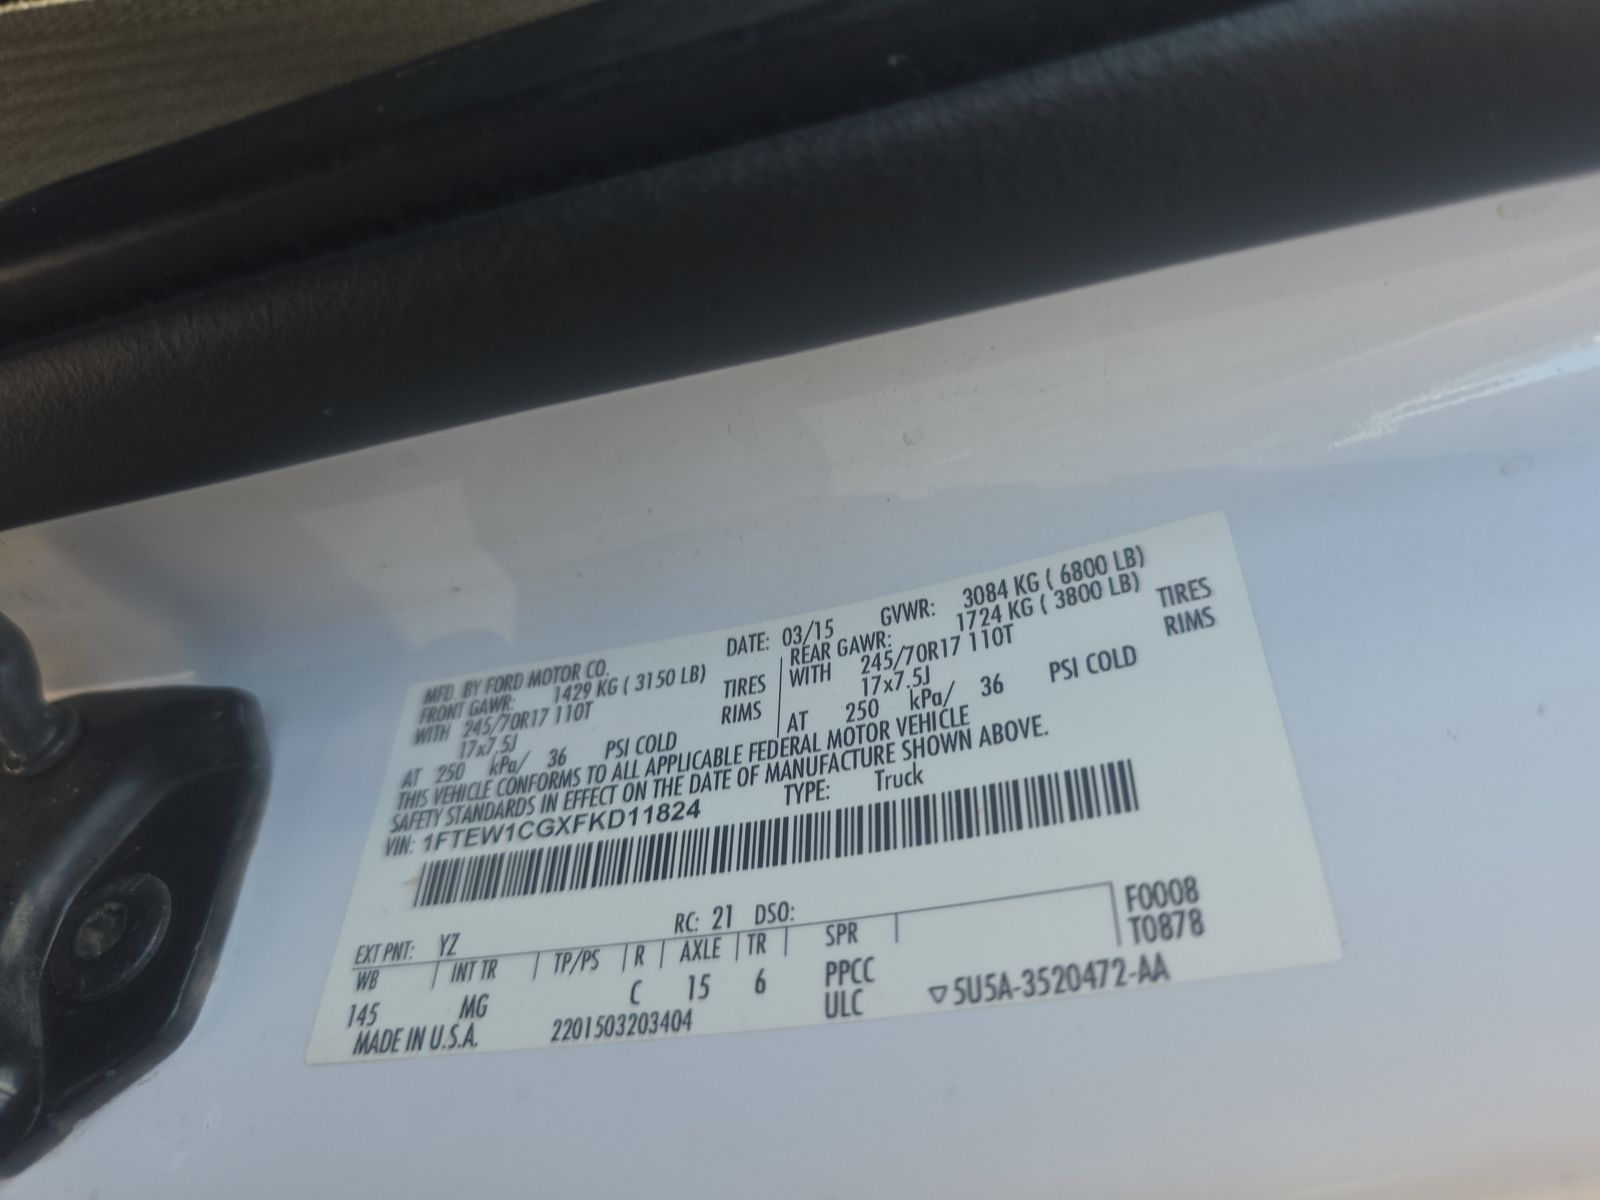 MFD. BY FORD MOTOR CO. DATE: 03/15 GVWR: 3084 KG ( 6800 LB)
FRONT GAWR: 1429 KG ( 3150 LB) REAR GAWR: 1724 KG ( 3800 LB)
WITH 245/70R17 110T TIRES WITH 245/70R17 110T TIRES
17x7.5J RIMS 17x7.5J RIMS
AT 250 kPa/ 36 PSI COLD AT 250 kPa/ 36 PSI COLD
THIS VEHICLE CONFORMS TO ALL APPLICABLE FEDERAL MOTOR VEHICLE
SAFETY STANDARDS IN EFFECT ON THE DATE OF MANUFACTURE SHOWN ABOVE.
VIN: 1FTEW1CGXFKD11824 TYPE: Truck
EXT PNT: YZ RC: 21 DSO: F0008
WB INT TR TP/PS R AXLE TR SPR T0878
145 MG C 15 6 PPCC
MADE IN U.S.A. 2201503203404 ULC ▽5U5A-3520472-AA